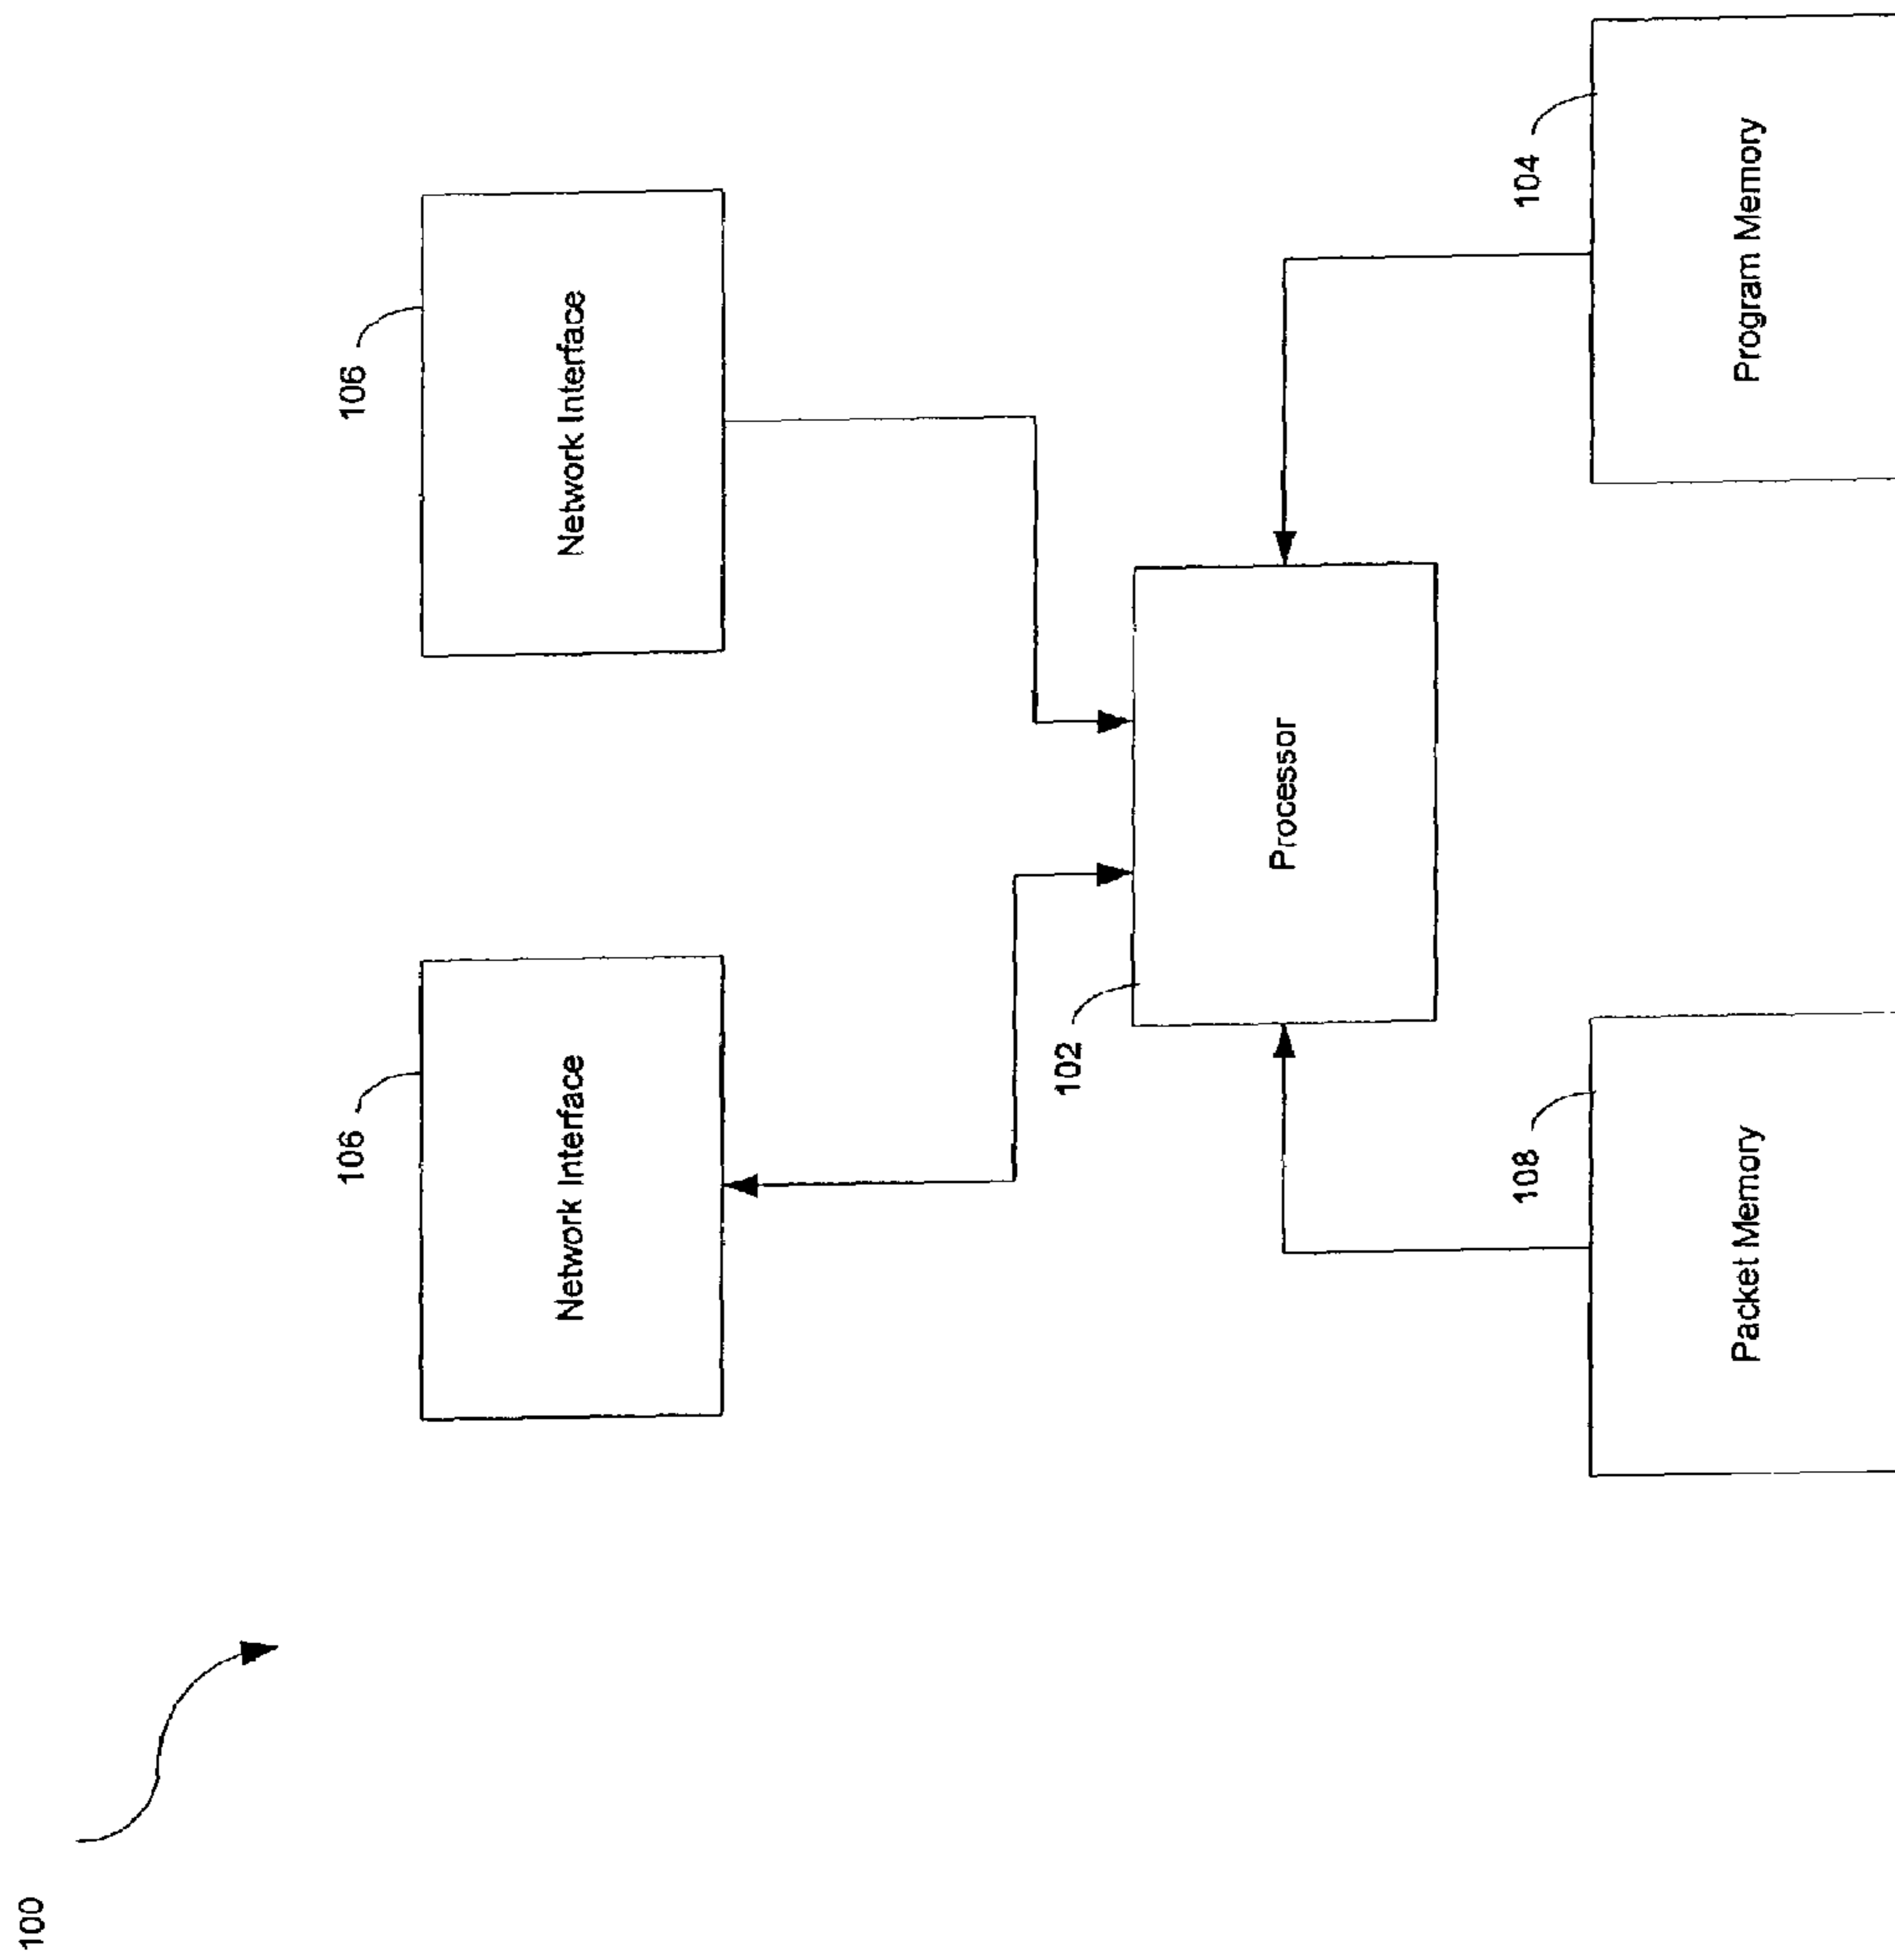 100
106
Network Interface
106
Network Interface
102
Processor
108
Packet Memory
104
Program Memory